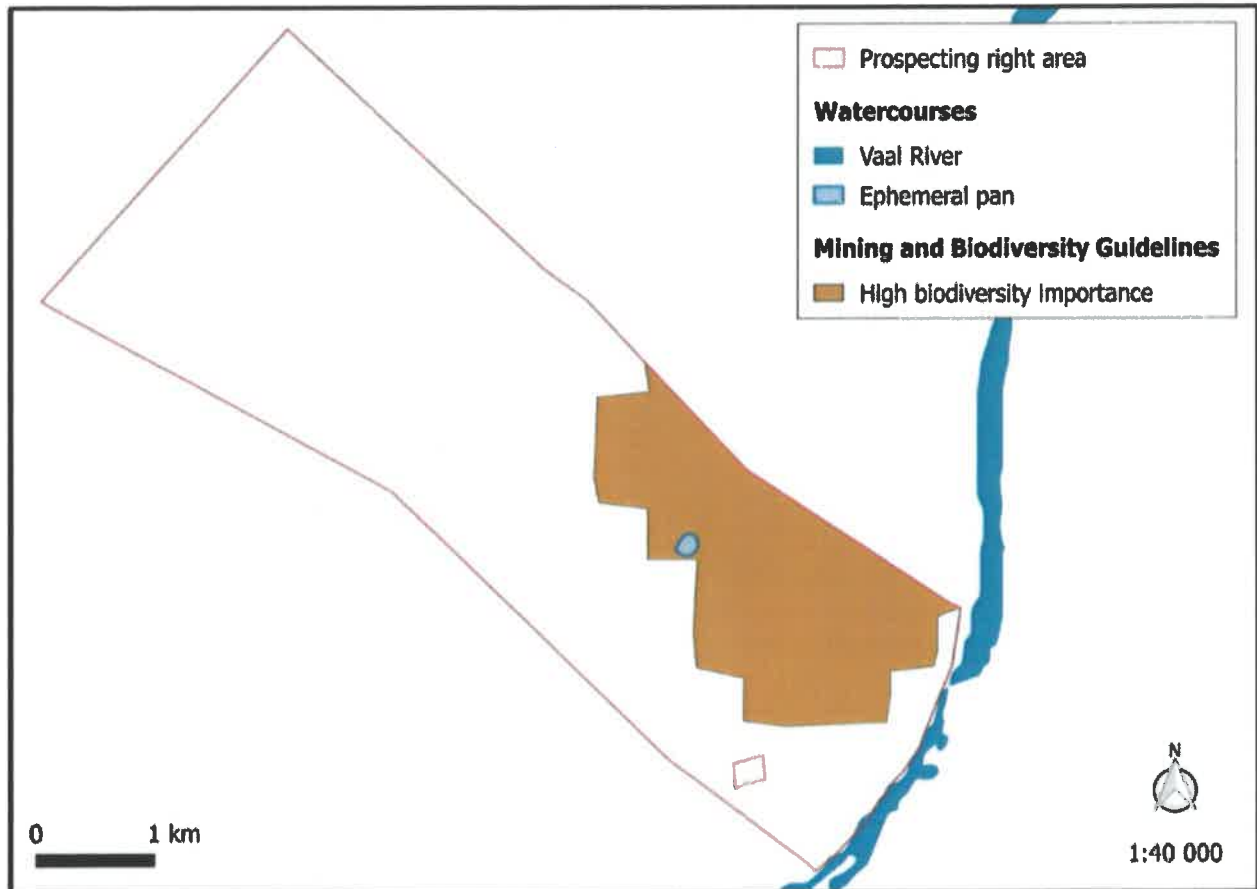 Prospecting right area
Watercourses
Vaal River
Ephemeral pan
Mining and Biodiversity Guidelines
High biodiversity importance
N
0 1 km
1:40 000